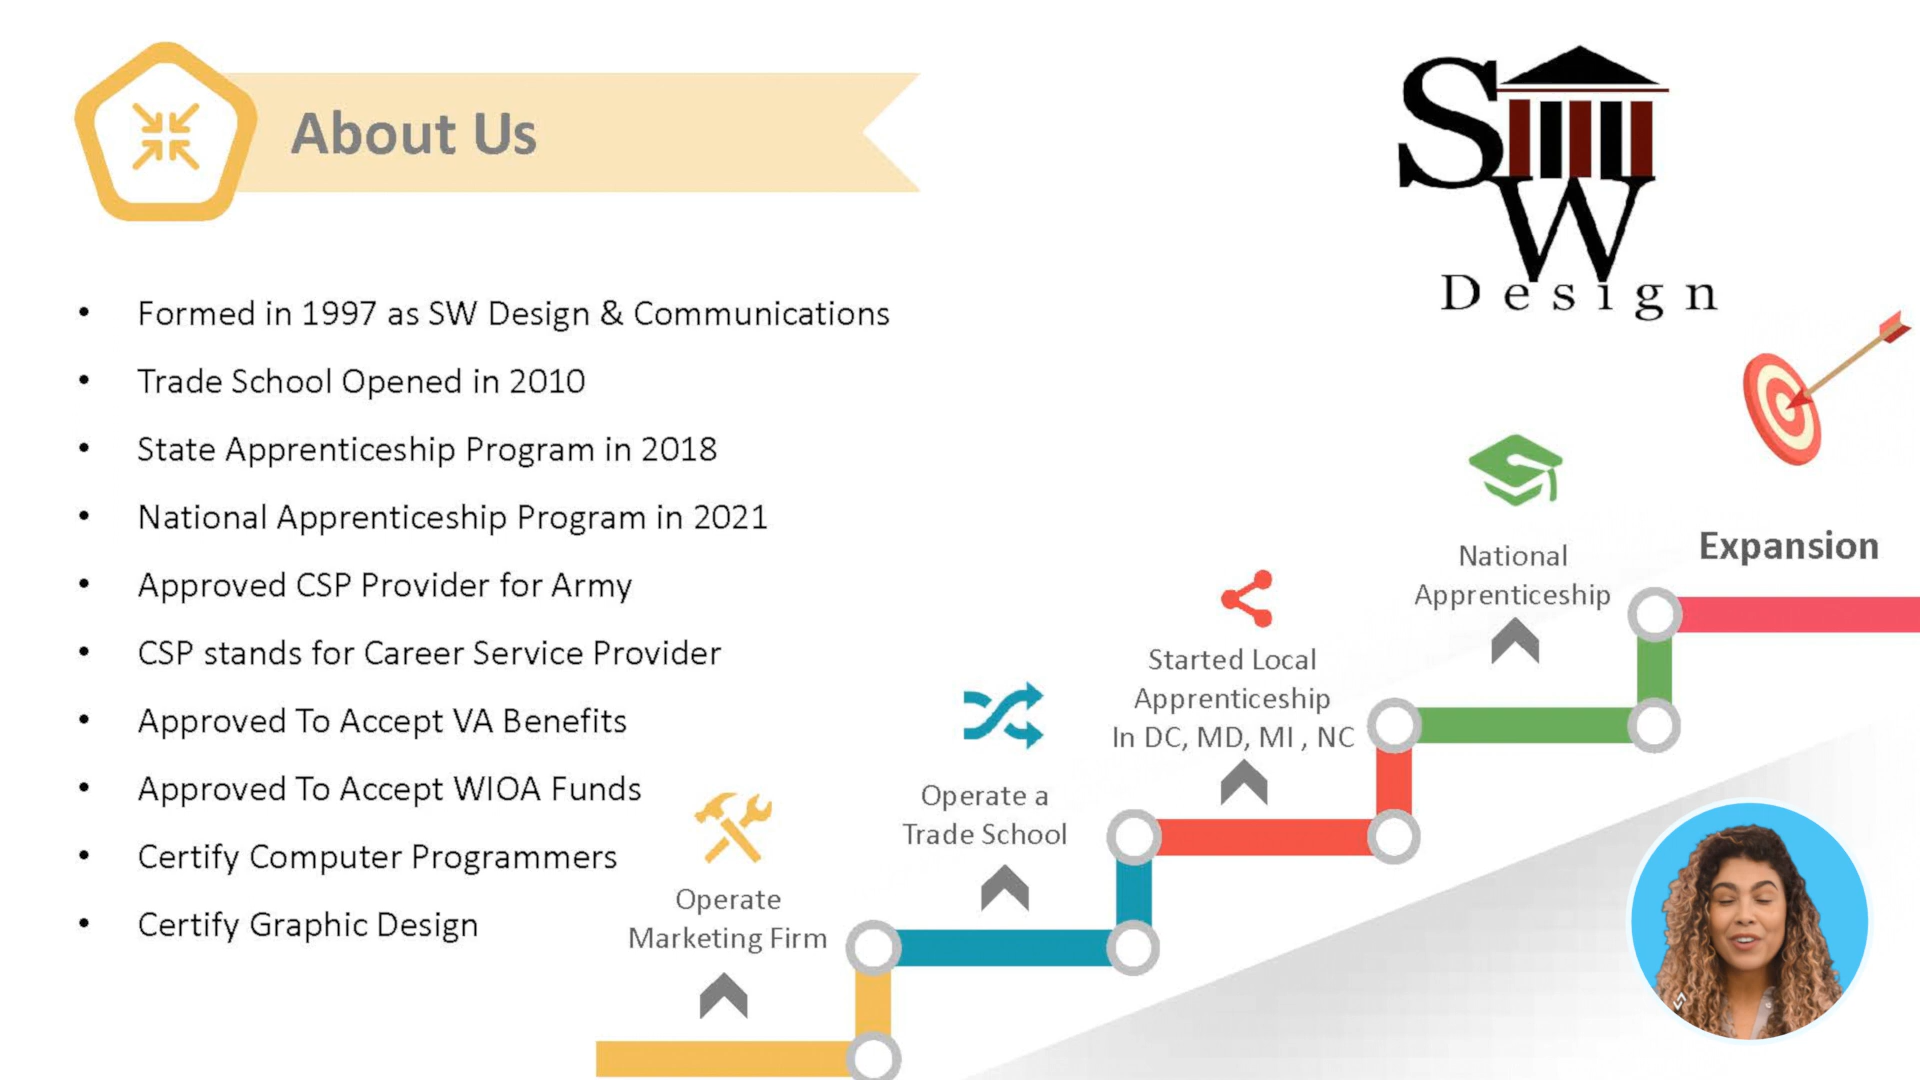 About Us
SW
Design
• Formed in 1997 as SW Design & Communications
• Trade School Opened in 2010
• State Apprenticeship Program in 2018
• National Apprenticeship Program in 2021
• Approved CSP Provider for Army
• CSP stands for Career Service Provider
• Approved To Accept VA Benefits
• Approved To Accept WIOA Funds
• Certify Computer Programmers
• Certify Graphic Design
Operate
Marketing Firm
Operate a
Trade School
Started Local
Apprenticeship
In DC, MD, MI , NC
National
Apprenticeship
Expansion